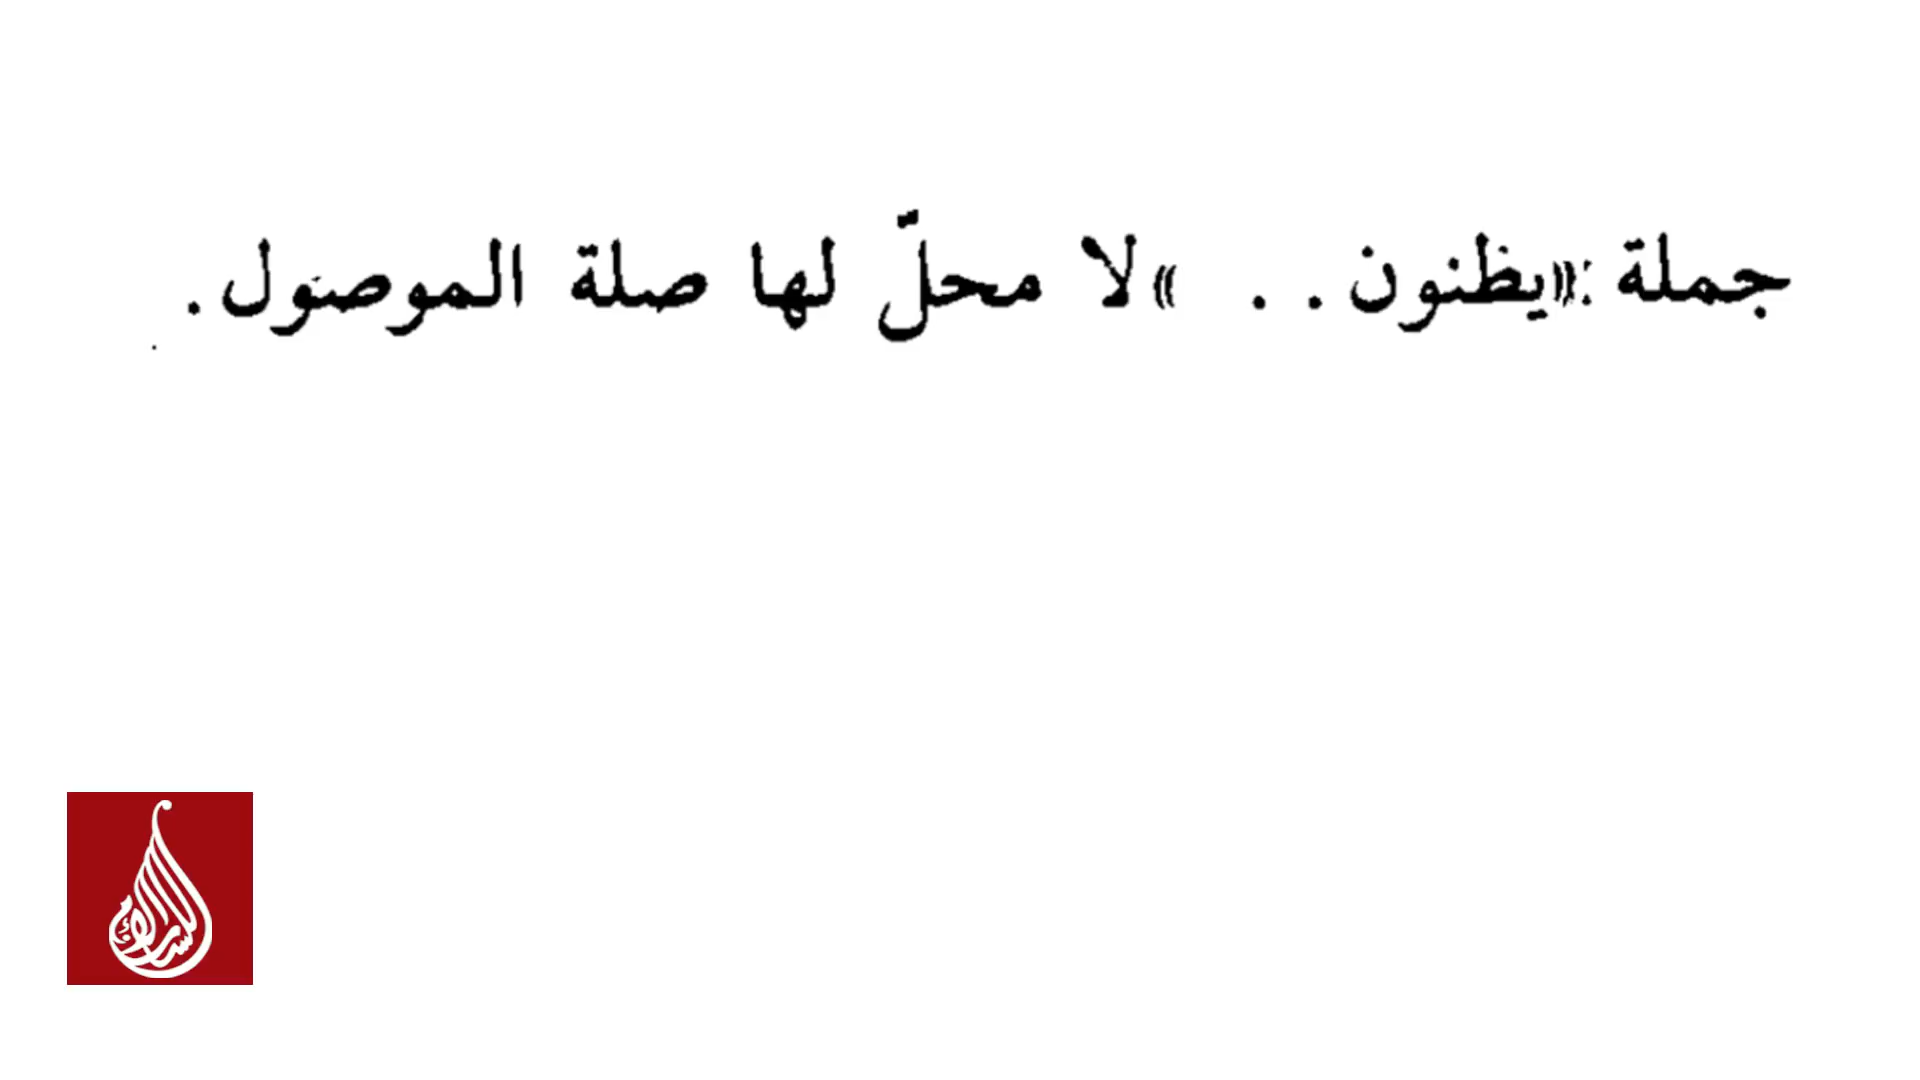 جملة :«يظنون . . » لا محلّ لها صلة الموصول .